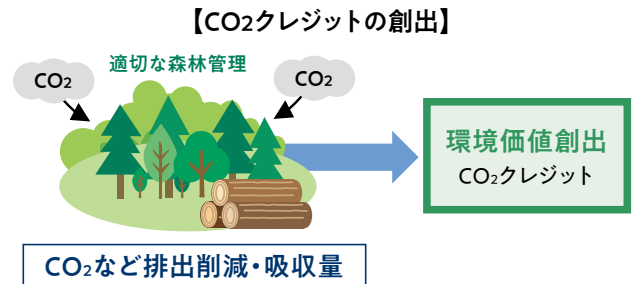 【CO2クレジットの創出】
適切な森林管理
CO2
CO2
環境価値創出
CO2クレジット
CO2など排出削減・吸収量